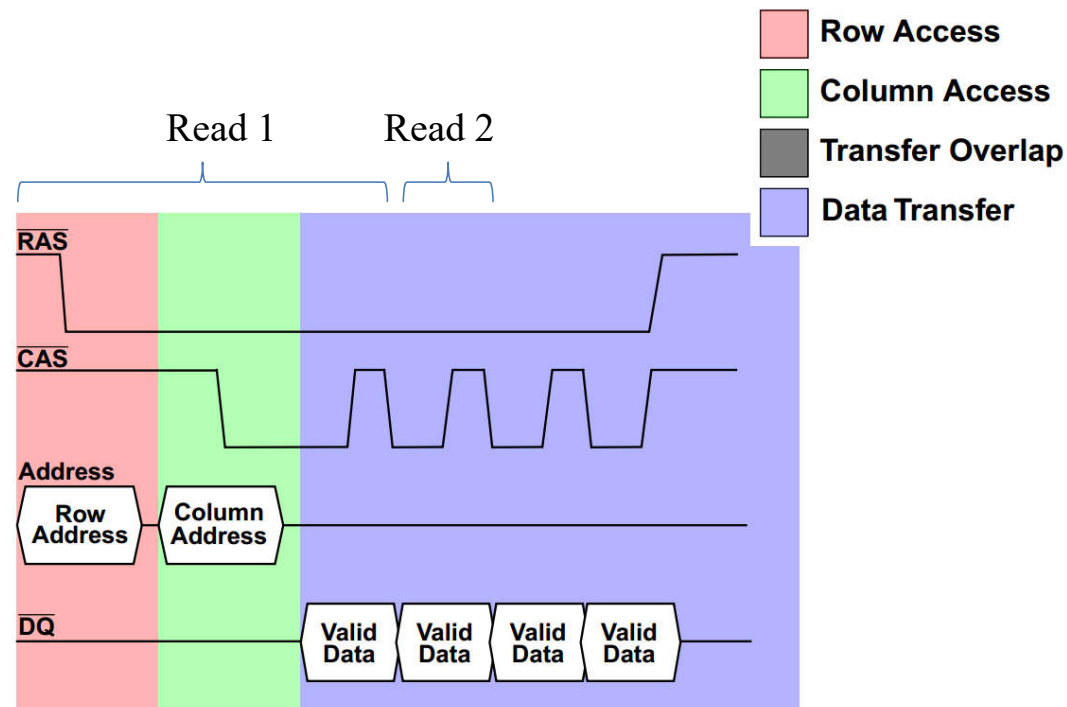 Row Access
Column Access
Transfer Overlap
Data Transfer
Read 1
Read 2
RAS
CAS
Address
Row
Address
Column
Address
DQ
Valid
Data
Valid
Data
Valid
Data
Valid
Data